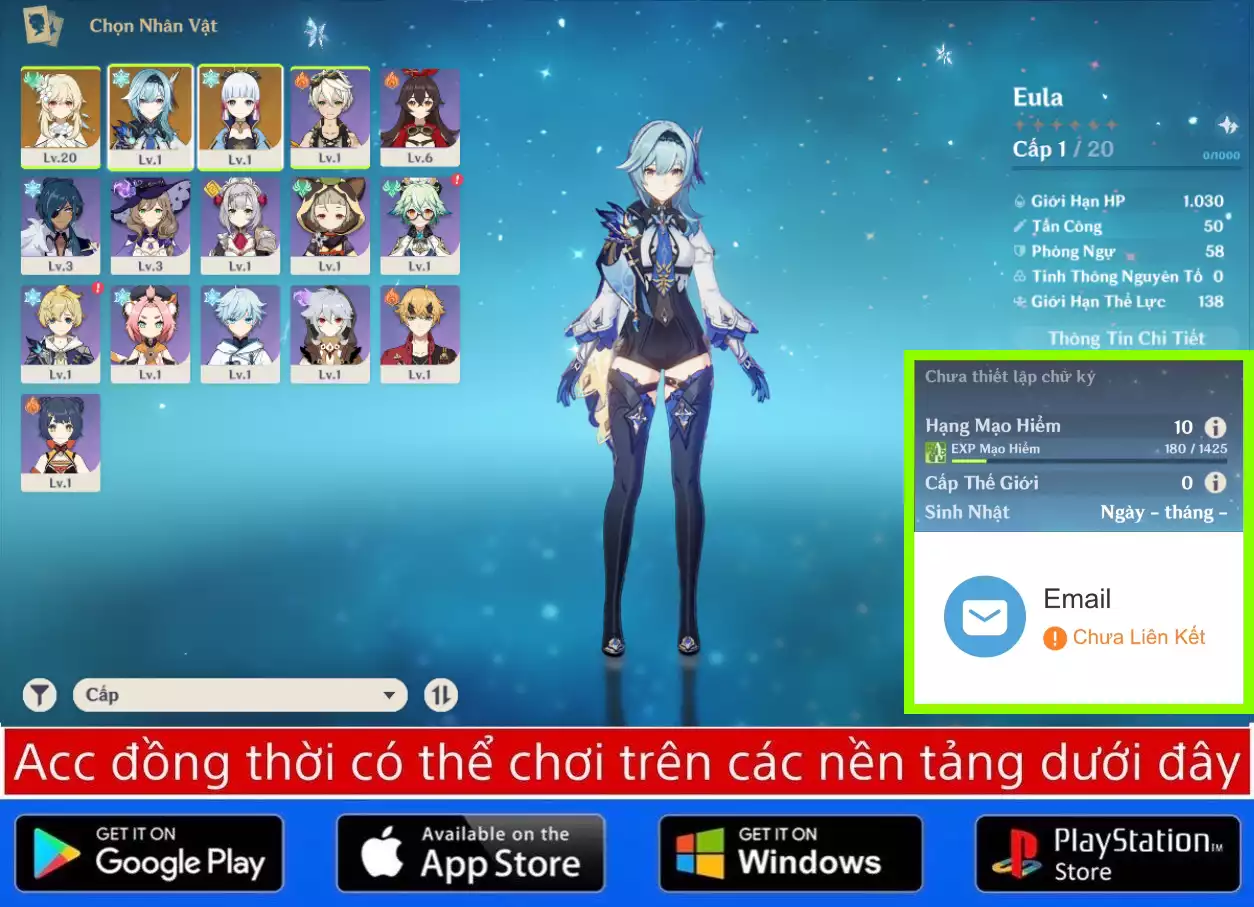 Chọn Nhân Vật
Lv.20
Lv.1
Lv.1
Lv.1
Lv.6
Lv.3
Lv.3
Lv.1
Lv.1
Lv.1
Lv.1
Lv.1
Lv.1
Lv.1
Lv.1
Lv.1
Cấp
Eula
Cấp 1 / 20
0/1000
Giới Hạn HP 1.030
Tấn Công 50
Phòng Ngự 58
Tinh Thông Nguyên Tố 0
Giới Hạn Thể Lực 138
Thông Tin Chi Tiết
Chưa thiết lập chữ ký
Hạng Mạo Hiểm 10
EXP Mạo Hiểm 180 / 1425
Cấp Thế Giới 0
Sinh Nhật Ngày - tháng -
Email
Chưa Liên Kết
Acc đồng thời có thể chơi trên các nền tảng dưới đây
GET IT ON
Google Play
Available on the
App Store
GET IT ON
Windows
PlayStation™
Store